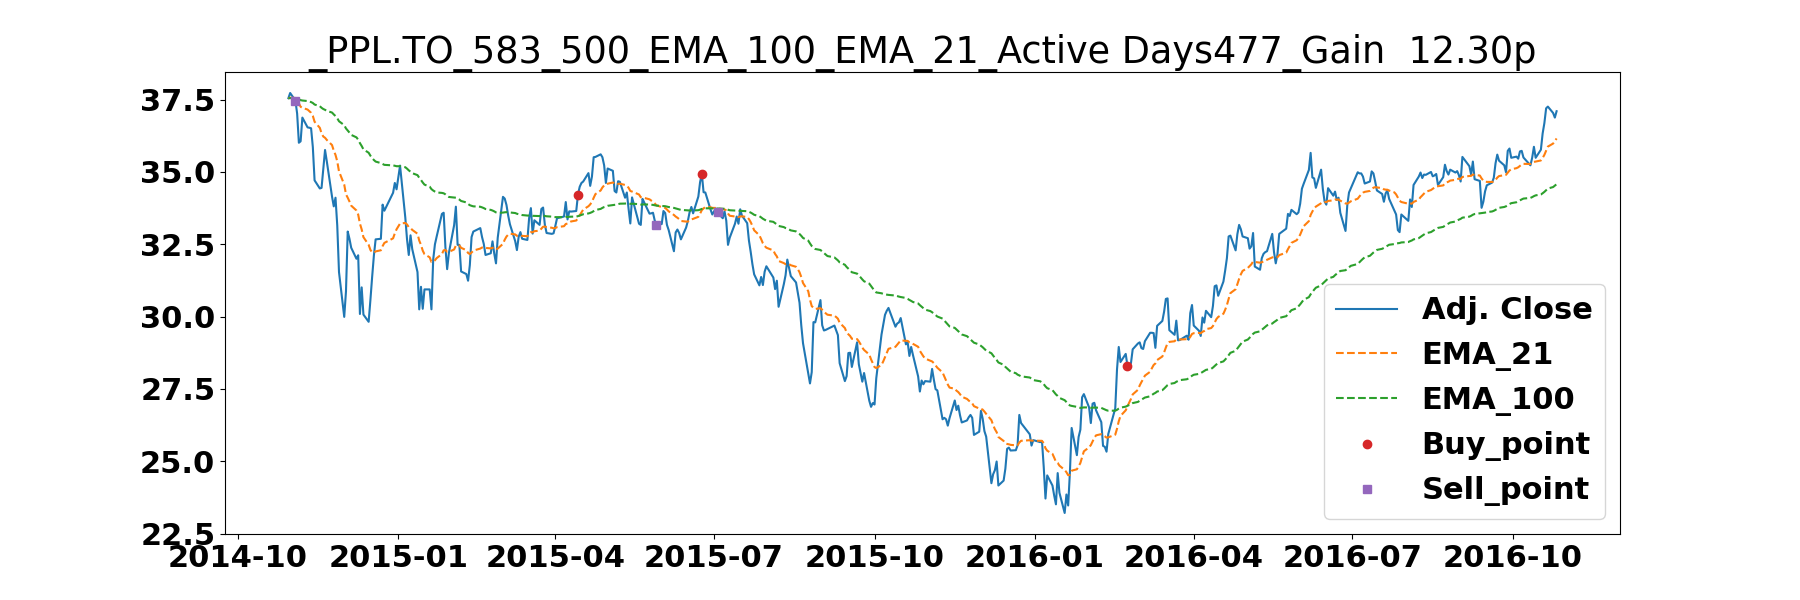 _PPL.TO_583_500_EMA_100_EMA_21_Active Days477_Gain  12.30p
37.5
35.0
32.5
30.0
27.5
25.0
22.5
2014-10 2015-01 2015-04 2015-07 2015-10 2016-01 2016-04 2016-07 2016-10
Adj. Close
EMA_21
EMA_100
Buy_point
Sell_point